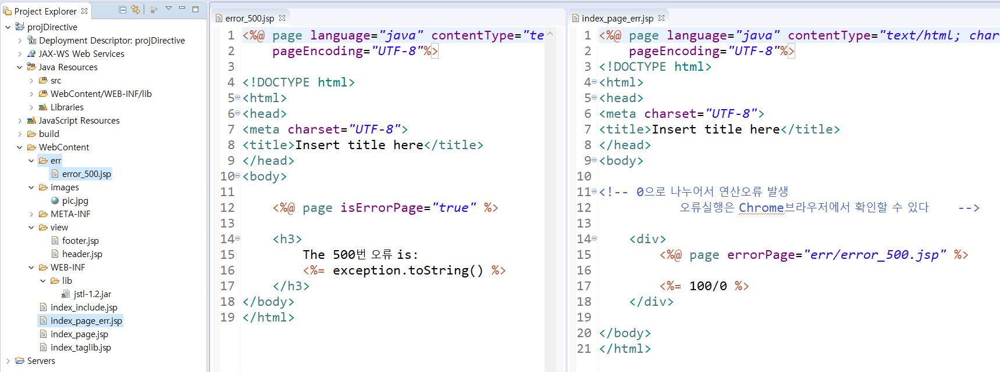 Project Explorer
projDirective
Deployment Descriptor: projDirective
JAX-WS Web Services
Java Resources
src
WebContent/WEB-INF/lib
Libraries
JavaScript Resources
build
WebContent
err
error_500.jsp
images
pic.jpg
META-INF
view
footer.jsp
header.jsp
WEB-INF
lib
jstl-1.2.jar
index_include.jsp
index_page_err.jsp
index_page.jsp
index_taglib.jsp
Servers
error_500.jsp
1 <%@ page language="java" contentType="te
2     pageEncoding="UTF-8"%>
3
4 <!DOCTYPE html>
5 <html>
6 <head>
7 <meta charset="UTF-8">
8 <title>Insert title here</title>
9 </head>
10 <body>
11
12     <%@ page isErrorPage="true" %>
13
14     <h3>
15         The 500번 오류 is:
16         <%= exception.toString() %>
17     </h3>
18 </body>
19 </html>
index_page_err.jsp
1 <%@ page language="java" contentType="text/html; char
2     pageEncoding="UTF-8"%>
3 <!DOCTYPE html>
4 <html>
5 <head>
6 <meta charset="UTF-8">
7 <title>Insert title here</title>
8 </head>
9 <body>
10
11 <!-- 0으로 나누어서 연산오류 발생
12            오류실행은 Chrome브라우저에서 확인할 수 있다    -->
13
14     <div>
15         <%@ page errorPage="err/error_500.jsp" %>
16
17         <%= 100/0 %>
18     </div>
19
20 </body>
21 </html>